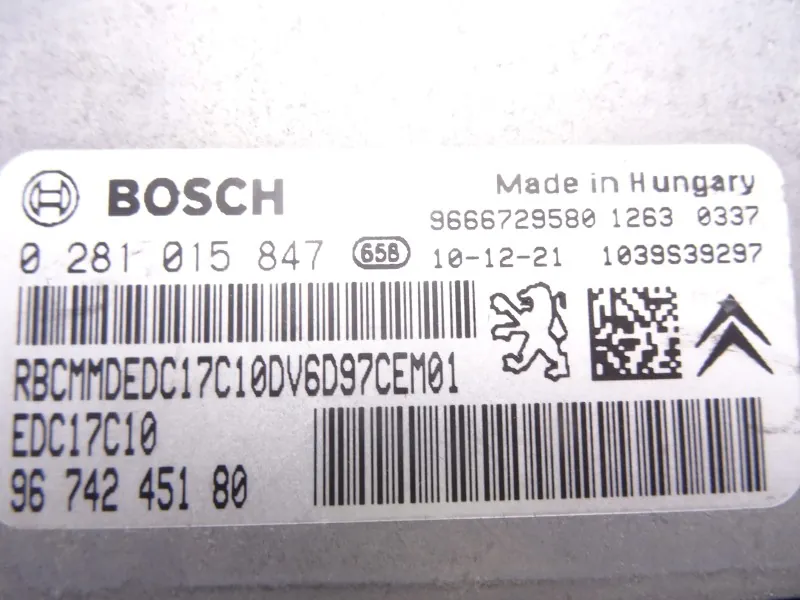 BOSCH
Made in Hungary
9666729580 1263 0337
0 281 015 847 65B 10-12-21 1039S39297
RBCMMDEDC17C10DV6D97CEM01
EDC17C10
96 742 451 80